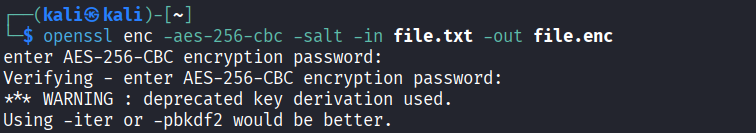 ┌──(kali㉿kali)-[~]
└─$ openssl enc -aes-256-cbc -salt -in file.txt -out file.enc
enter AES-256-CBC encryption password:
Verifying - enter AES-256-CBC encryption password:
*** WARNING : deprecated key derivation used.
Using -iter or -pbkdf2 would be better.